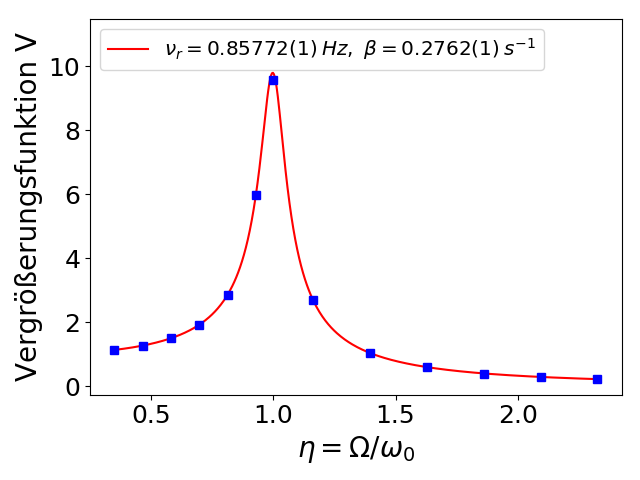 Vergrößerungsfunktion V
10
8
6
4
2
0
ν_r = 0.85772(1) Hz, β = 0.2762(1) s⁻¹
0.5 1.0 1.5 2.0
η = Ω/ω₀